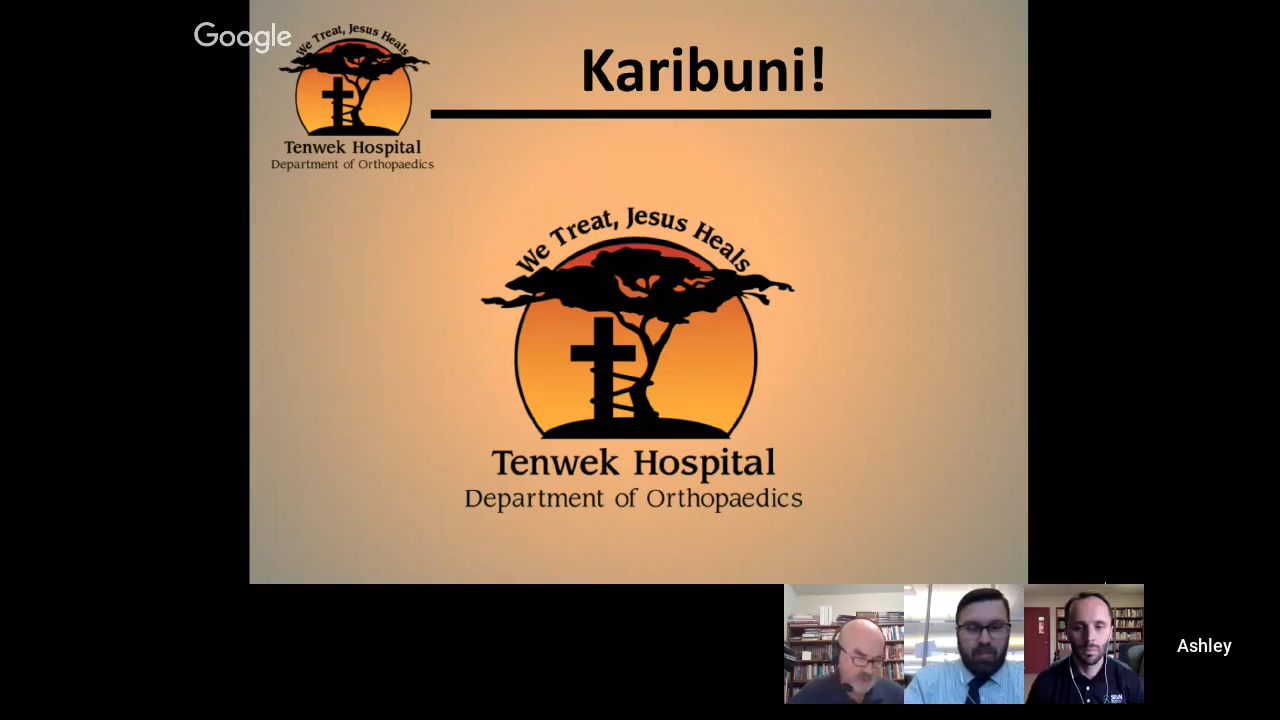 Google
We Treat, Jesus Heals
Tenwek Hospital
Department of Orthopaedics
Karibuni!
We Treat, Jesus Heals
Tenwek Hospital
Department of Orthopaedics
Ashley